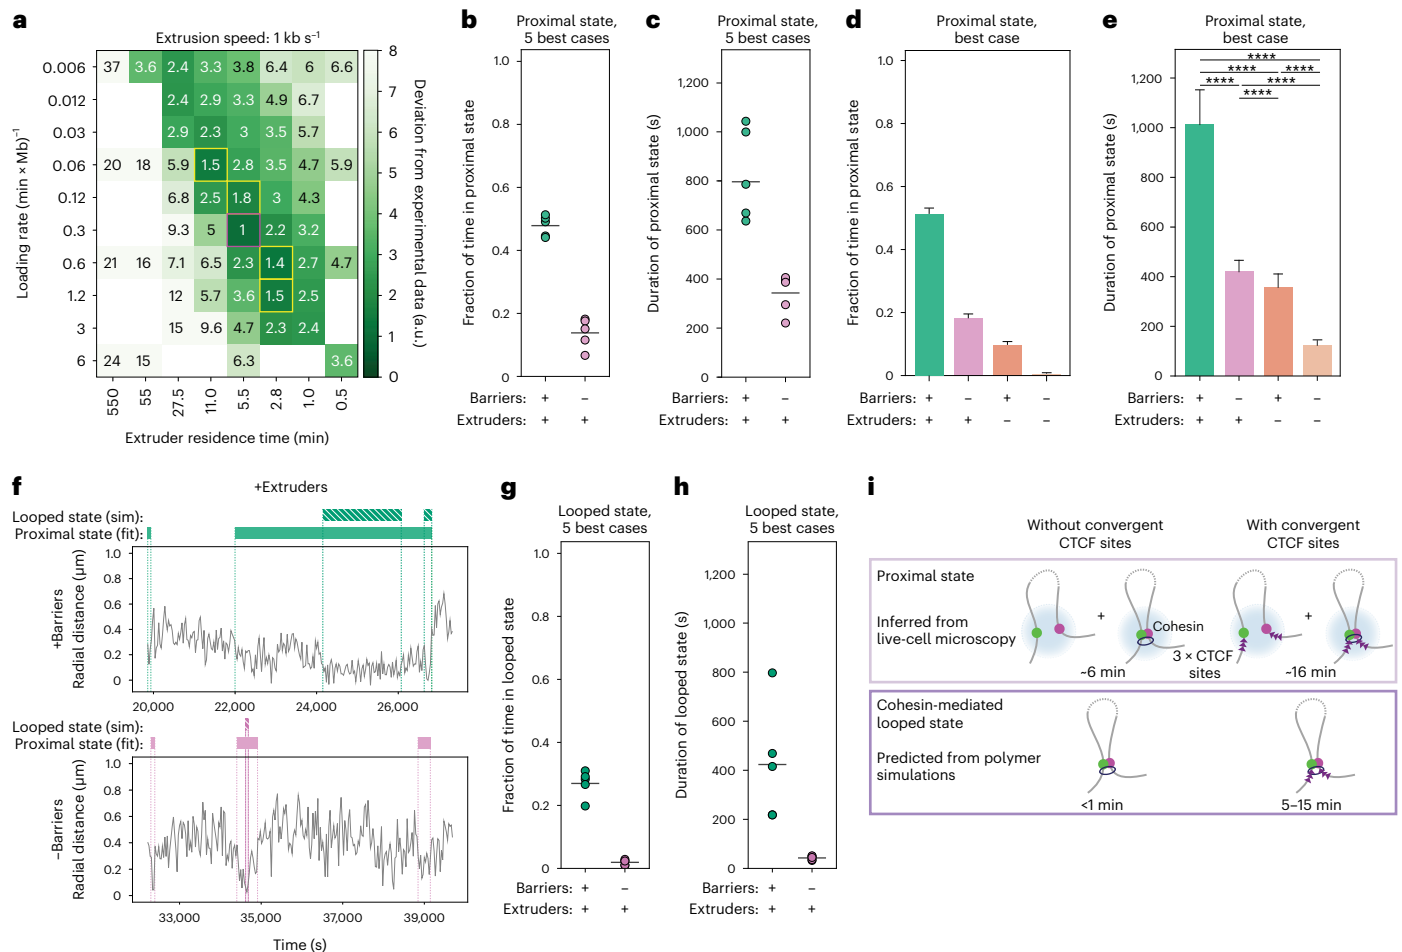 a
Extrusion speed: 1 kb s⁻¹
Loading rate (min × Mb)⁻¹
0.006 37 3.6 2.4 3.3 3.8 6.4 6 6.6
0.012 2.4 2.9 3.3 4.9 6.7
0.03 2.9 2.3 3 3.5 5.7
0.06 20 18 5.9 1.5 2.8 3.5 4.7 5.9
0.12 6.8 2.5 1.8 3 4.3
0.3 9.3 5 1 2.2 3.2
0.6 21 16 7.1 6.5 2.3 1.4 2.7 4.7
1.2 12 5.7 3.6 1.5 2.5
3 15 9.6 4.7 2.3 2.4
6 24 15 6.3 3.6
550 55 27.5 11.0 5.5 2.8 1.0 0.5
Extruder residence time (min)
8
7
6
5
4
3
2
1
0
Deviation from experimental data (a.u.)
b
Proximal state,
5 best cases
Fraction of time in proximal state
1.0
0.8
0.6
0.4
0.2
0
Barriers: + –
Extruders: + +
c
Proximal state,
5 best cases
Duration of proximal state (s)
1,200
1,000
800
600
400
200
0
+ –
+ +
d
Proximal state,
best case
Fraction of time in proximal state
1.0
0.8
0.6
0.4
0.2
0
Barriers: + – + –
Extruders: + + – –
e
Proximal state,
best case
Duration of proximal state (s)
1,200
1,000
800
600
400
200
0
****
**** ****
**** ****
****
+ – + –
+ + – –
f
+Extruders
Looped state (sim):
Proximal state (fit):
+Barriers
Radial distance (µm)
1.0
0.8
0.6
0.4
0.2
0
20,000 22,000 24,000 26,000
Looped state (sim):
Proximal state (fit):
–Barriers
Radial distance (µm)
1.0
0.8
0.6
0.4
0.2
0
33,000 35,000 37,000 39,000
Time (s)
g
Looped state,
5 best cases
Fraction of time in looped state
1.0
0.8
0.6
0.4
0.2
0
Barriers: + –
Extruders: + +
h
Looped state,
5 best cases
Duration of looped state (s)
1,200
1,000
800
600
400
200
0
+ –
+ +
i
Without convergent
CTCF sites
With convergent
CTCF sites
Proximal state
Inferred from
live-cell microscopy
+
Cohesin
~6 min
3 × CTCF
sites
+
~16 min
Cohesin-mediated
looped state
Predicted from polymer
simulations
<1 min
5–15 min